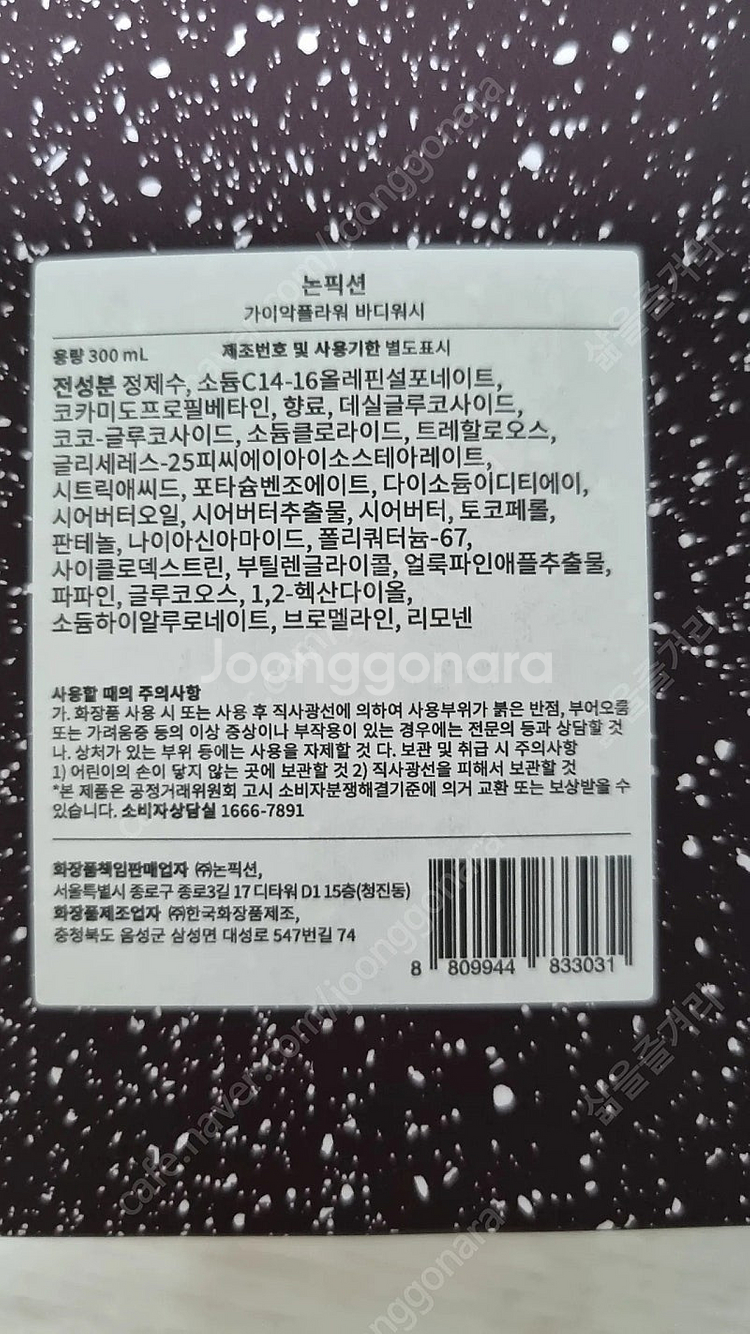 논픽션
가이악플라워 바디워시
용량 300 mL 제조번호 및 사용기한 별도표시
전성분 정제수, 소듐C14-16올레핀설포네이트,
코카미도프로필베타인, 향료, 데실글루코사이드,
코코-글루코사이드, 소듐클로라이드, 트레할로오스,
글리세레스-25피씨에이아이소스테아레이트,
시트릭애씨드, 포타슘벤조에이트, 다이소듐이디티에이,
시어버터오일, 시어버터추출물, 시어버터, 토코페롤,
판테놀, 나이아신아마이드, 폴리쿼터늄-67,
사이클로덱스트린, 부틸렌글라이콜, 얼룩파인애플추출물,
파파인, 글루코오스, 1,2-헥산다이올,
소듐하이알루로네이트, 브로멜라인, 리모넨
Joonggonara
사용할 때의 주의사항
가. 화장품 사용 시 또는 사용 후 직사광선에 의하여 사용부위가 붉은 반점, 부어오름
또는 가려움증 등의 이상 증상이나 부작용이 있는 경우에는 전문의 등과 상담할 것
나. 상처가 있는 부위 등에는 사용을 자제할 것 다. 보관 및 취급 시 주의사항
1) 어린이의 손이 닿지 않는 곳에 보관할 것 2) 직사광선을 피해서 보관할 것
*본 제품은 공정거래위원회 고시 소비자분쟁해결기준에 의거 교환 또는 보상받을 수
있습니다. 소비자상담실 1666-7891
화장품책임판매업자 ㈜논픽션,
서울특별시 종로구 종로3길 17 디타워 D1 15층(청진동)
화장품제조업자 ㈜한국화장품제조,
충청북도 음성군 삼성면 대성로 547번길 74
8 809944 833031
cafe.naver.com/joonggonara
삶을즐겨라